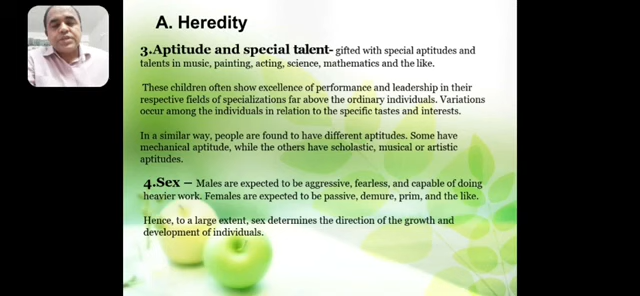 A. Heredity
3.Aptitude and special talent- gifted with special aptitudes and
talents in music, painting, acting, science, mathematics and the like.
These children often show excellence of performance and leadership in their
respective fields of specializations far above the ordinary individuals. Variations
occur among the individuals in relation to the specific tastes and interests.
In a similar way, people are found to have different aptitudes. Some have
mechanical aptitude, while the others have scholastic, musical or artistic
aptitudes.
4.Sex – Males are expected to be aggressive, fearless, and capable of doing
heavier work. Females are expected to be passive, demure, prim, and the like.
Hence, to a large extent, sex determines the direction of the growth and
development of individuals.